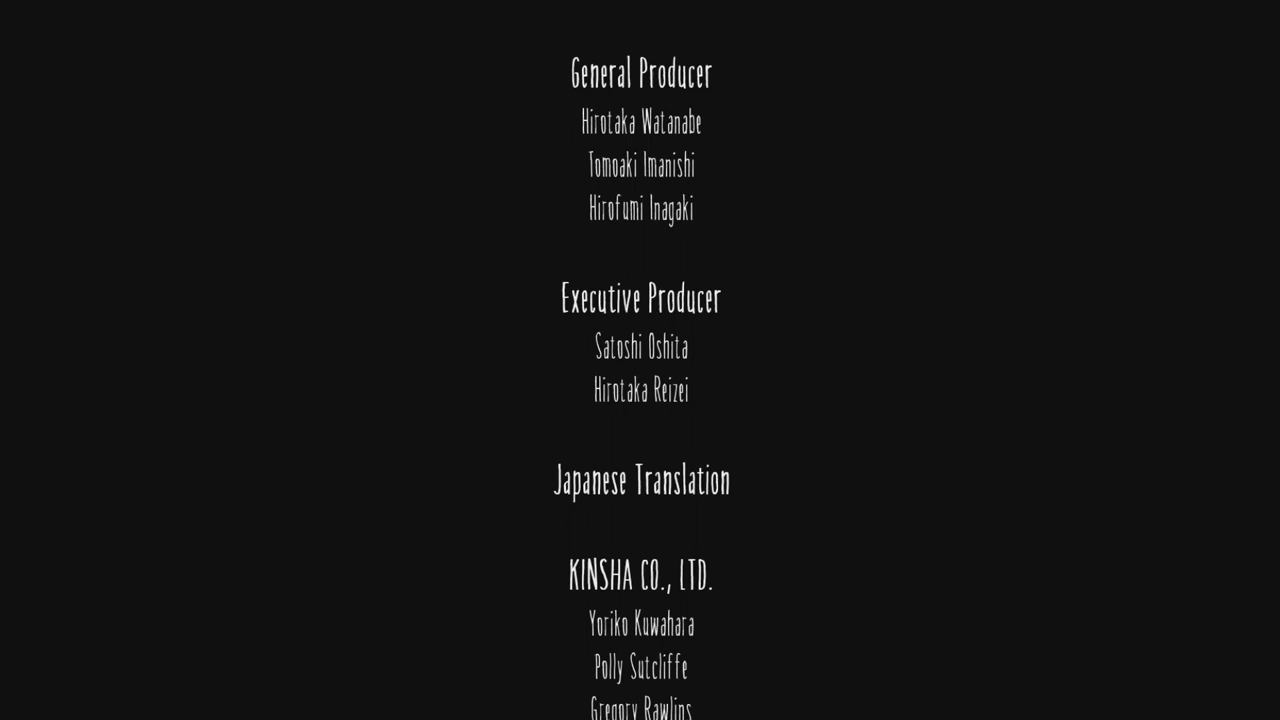 General Producer
Hirotaka Watanabe
Tomoaki Imanishi
Hirofumi Inagaki
Executive Producer
Satoshi Oshita
Hirotaka Reizei
Japanese Translation
KINSHA CO., LTD.
Yoriko Kuwahara
Polly Sutcliffe
Gregory Rawlins